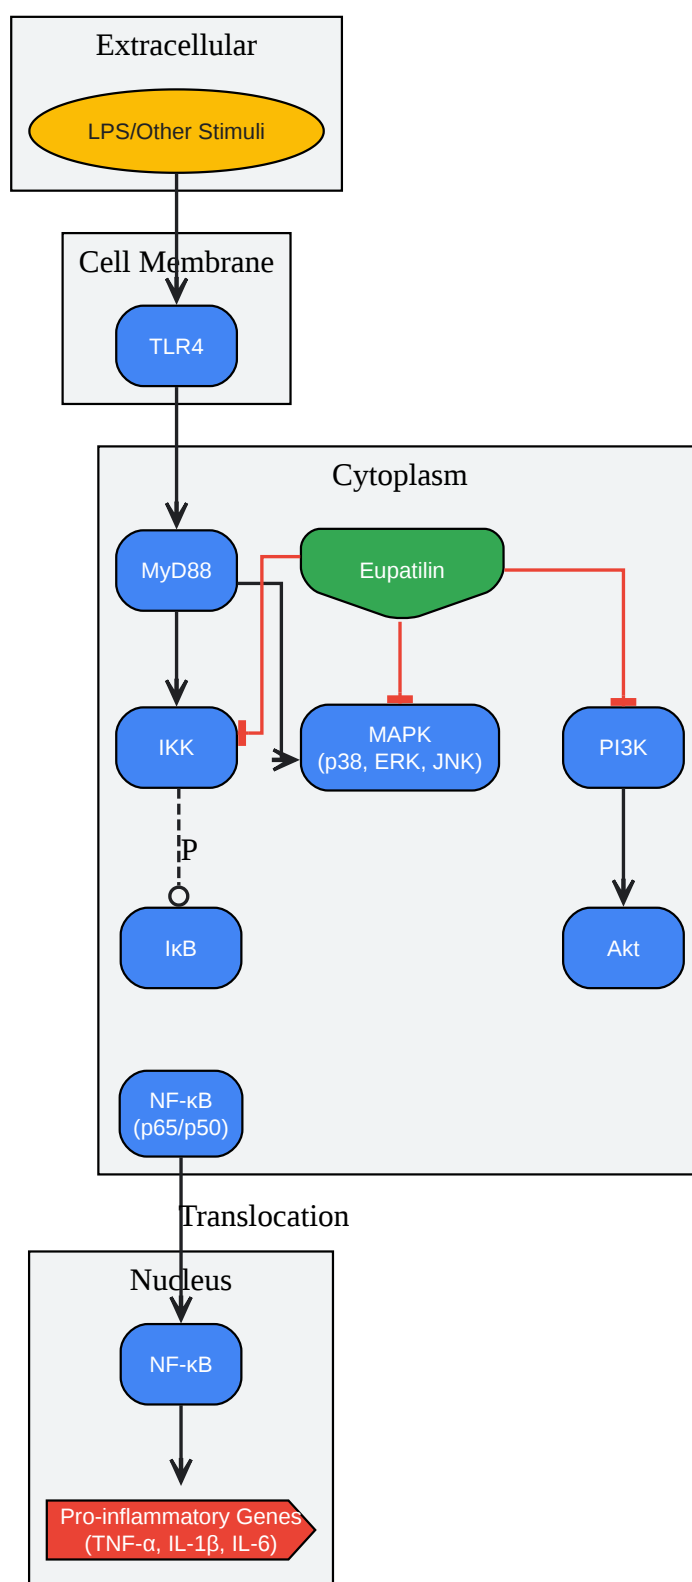 Extracellular
LPS/Other Stimuli
Cell Membrane
TLR4
Cytoplasm
MyD88
Eupatilin
IKK
MAPK
(p38, ERK, JNK)
PI3K
P
IκB
Akt
NF-κB
(p65/p50)
Translocation
Nucleus
NF-κB
Pro-inflammatory Genes
(TNF-α, IL-1β, IL-6)